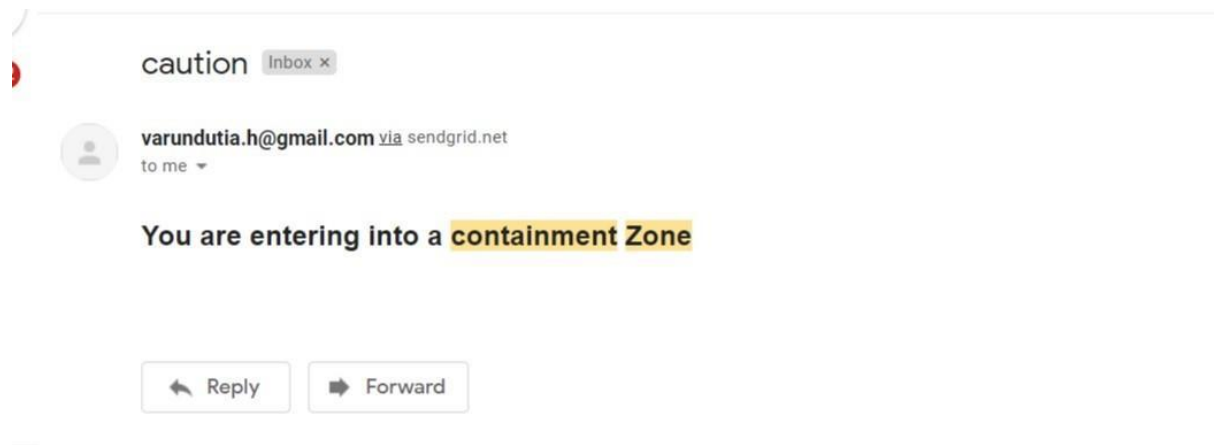 caution Inbox ×
varundutia.h@gmail.com via sendgrid.net
to me
You are entering into a containment Zone
Reply Forward